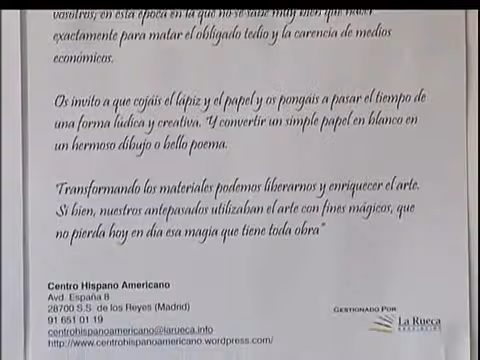 vosotros, en esta época en la que no se sabe muy bien que hacer
exactamente para matar el obligado tedio y la carencia de medios
económicos.
Os invito a que cojáis el lápiz y el papel y os pongáis a pasar el tiempo de
una forma lúdica y creativa. Y convertir un simple papel en blanco en
un hermoso dibujo o bello poema.
Transformando los materiales podemos liberarnos y enriquecer el arte.
Si bien, nuestros antepasados utilizaban el arte con fines mágicos, que
no pierda hoy en día esa magia que tiene toda obra"
Centro Hispano Americano
Avd. España 8
28700 S.S. de los Reyes (Madrid)
91 651 01 19
centrohispanoamericano@larueca.info
http://www.centrohispanoamericano.wordpress.com/
GESTIONADO POR
La Rueca